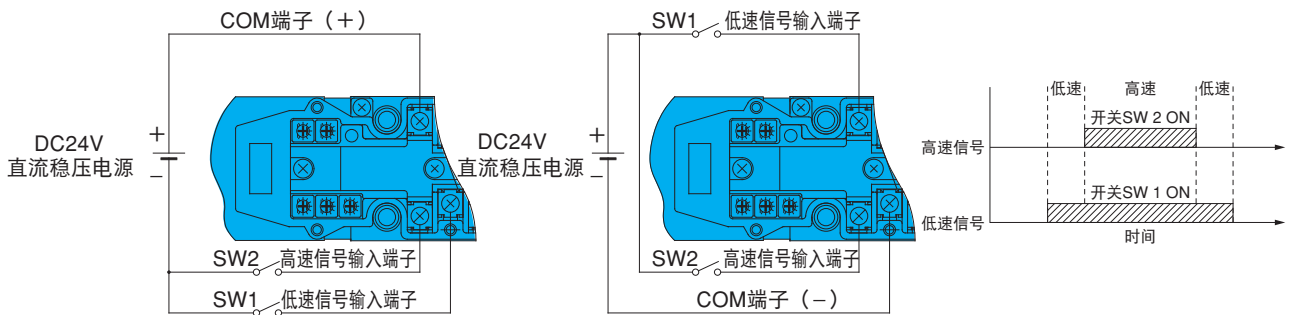 COM端子（＋）
DC24V
直流稳压电源
+
−
SW2 高速信号输入端子
SW1 低速信号输入端子
SW1 低速信号输入端子
DC24V
直流稳压电源
+
−
SW2 高速信号输入端子
COM端子（−）
低速 高速 低速
开关SW 2 ON
高速信号
开关SW 1 ON
低速信号
时间